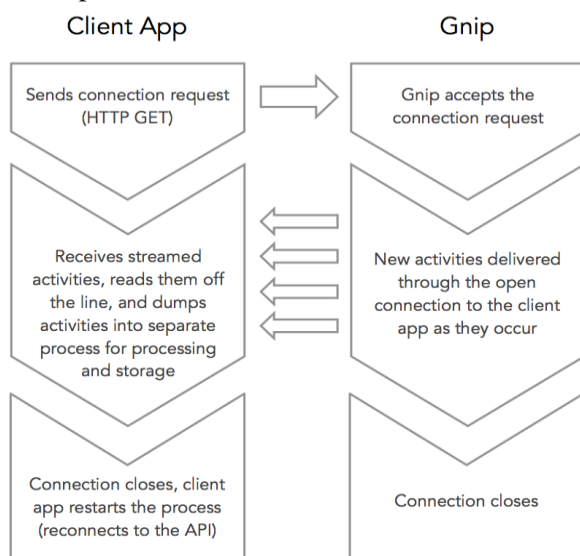 Client App
Gnip
Sends connection request
(HTTP GET)
Gnip accepts the
connection request
Receives streamed
activities, reads them off
the line, and dumps
activities into separate
process for processing
and storage
New activities delivered
through the open
connection to the client
app as they occur
Connection closes, client
app restarts the process
(reconnects to the API)
Connection closes